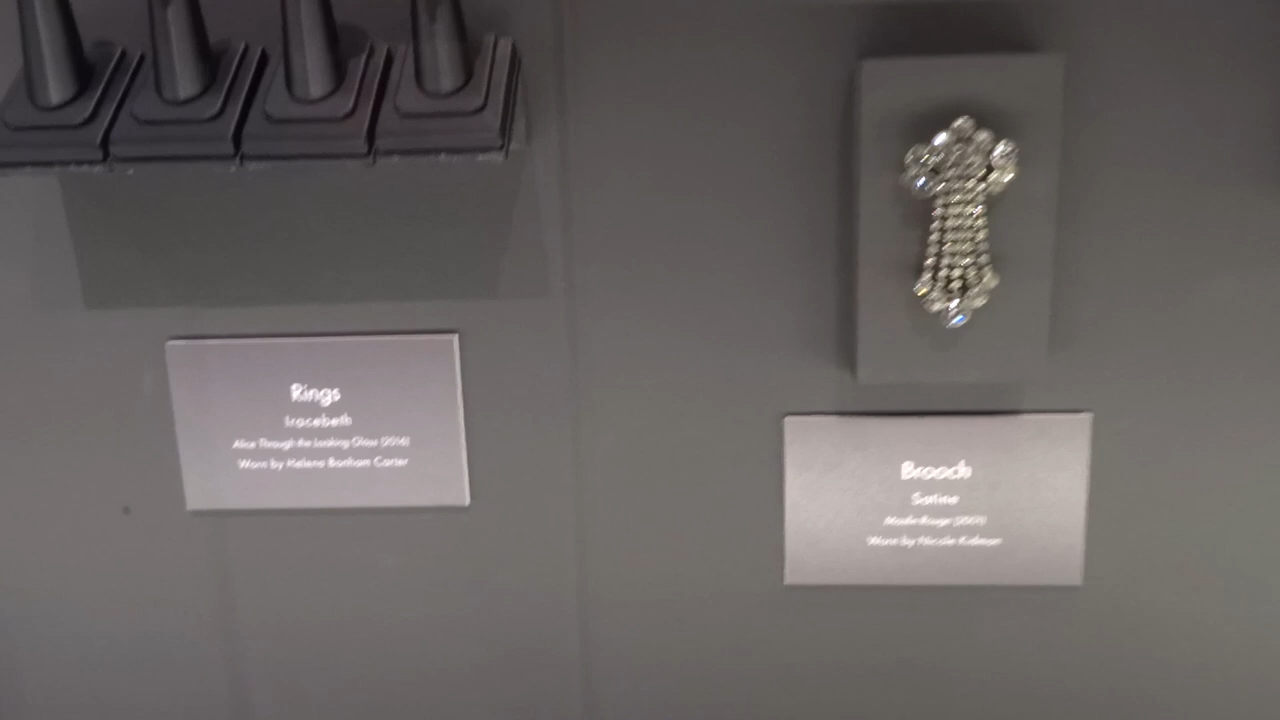 Rings
Iracebeth
Alice Through the Looking Glass (2016)
Worn by Helena Bonham Carter
Brooch
Satine
Moulin Rouge (2001)
Worn by Nicole Kidman